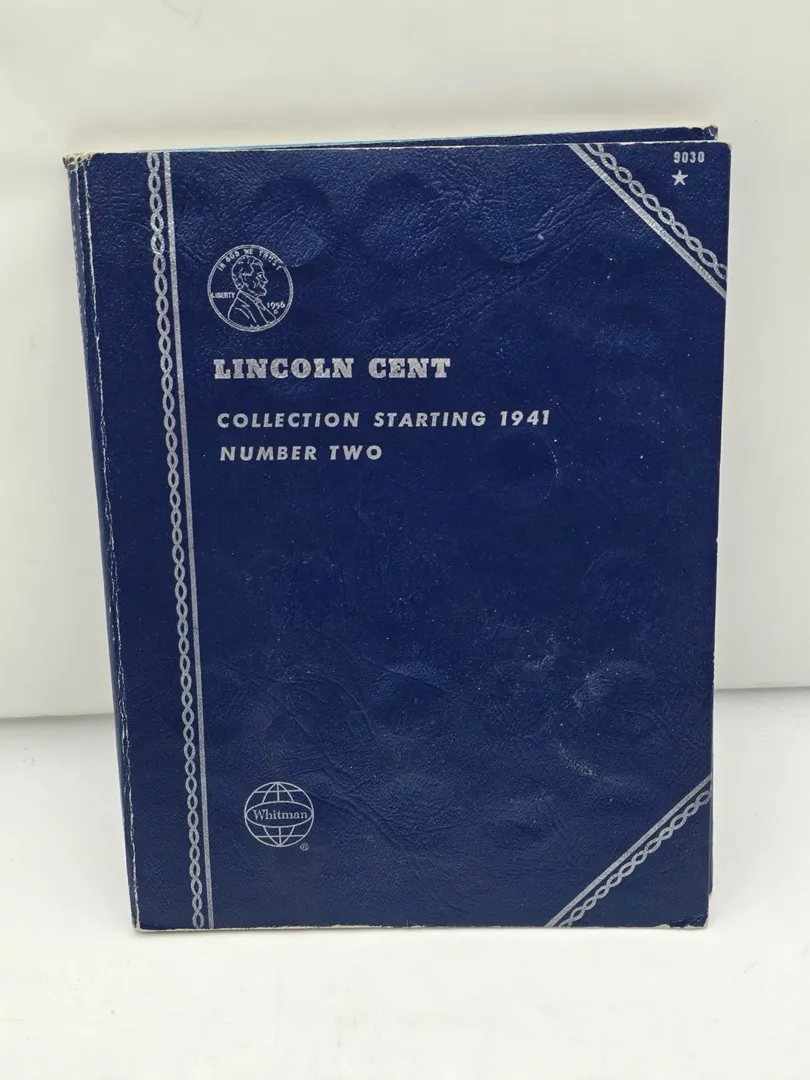 9030
IN GOD WE TRUST
LIBERTY
1956
D
LINCOLN CENT
COLLECTION STARTING 1941
NUMBER TWO
Whitman
®